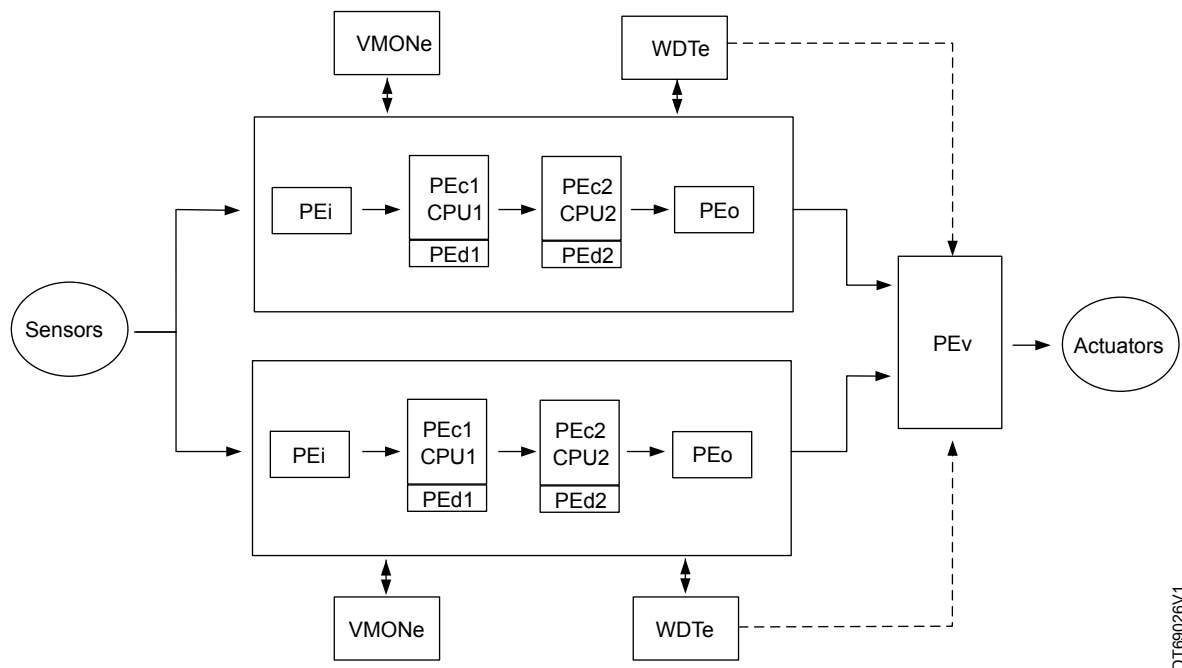 VMONe
WDTe
PEi
PEc1
CPU1
PEd1
PEc2
CPU2
PEd2
PEo
Sensors
PEv
Actuators
PEi
PEc1
CPU1
PEd1
PEc2
CPU2
PEd2
PEo
VMONe
WDTe
DT69026V1